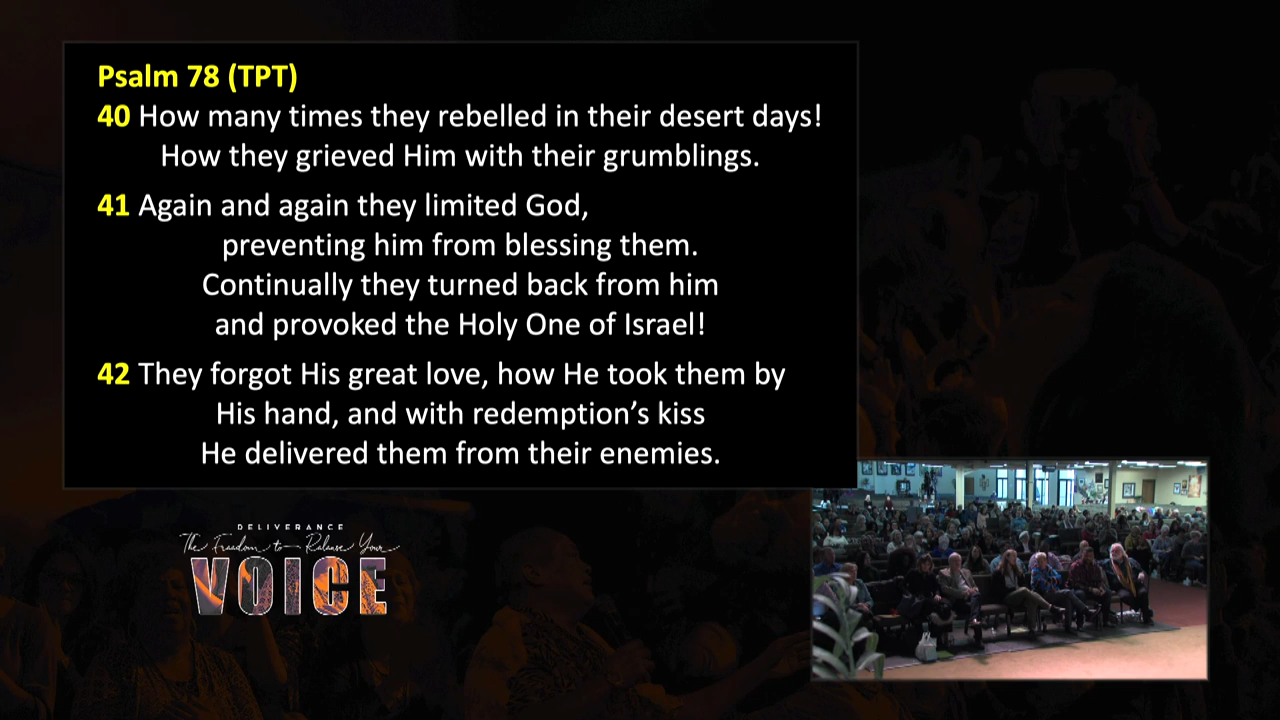 Psalm 78 (TPT)
40 How many times they rebelled in their desert days!
How they grieved Him with their grumblings.
41 Again and again they limited God,
preventing him from blessing them.
Continually they turned back from him
and provoked the Holy One of Israel!
42 They forgot His great love, how He took them by
His hand, and with redemption’s kiss
He delivered them from their enemies.
DELIVERANCE
The Freedom to Release Your
VOICE